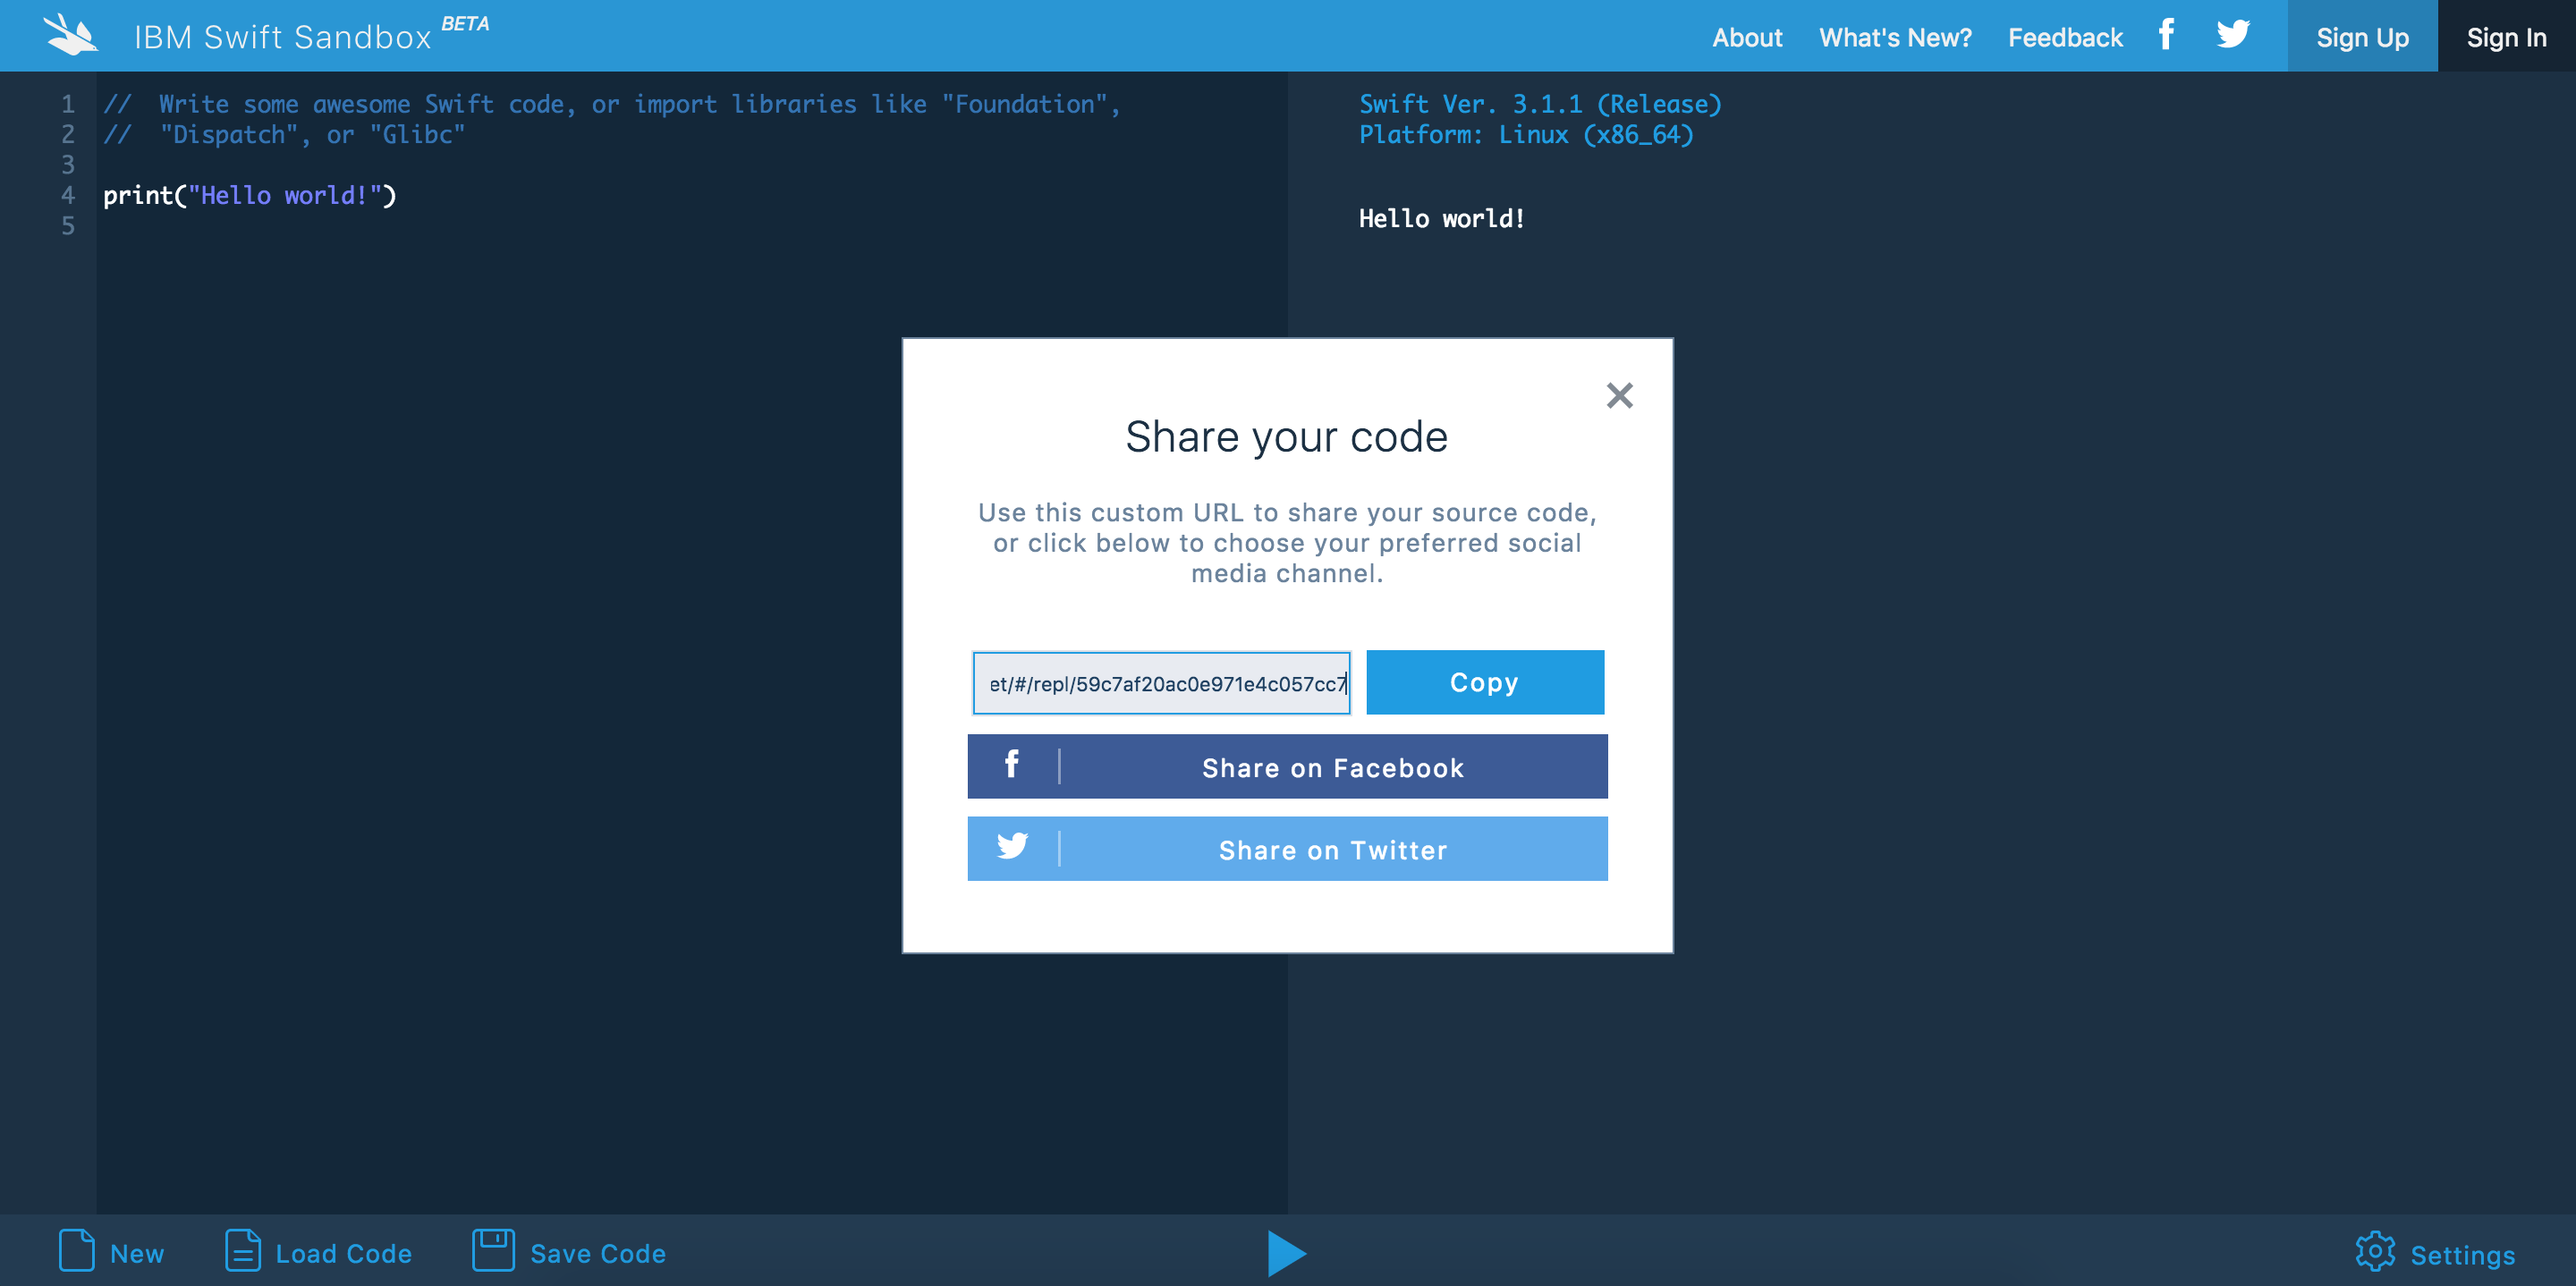 IBM Swift Sandbox BETA
About What's New? Feedback Sign Up Sign In
1 // Write some awesome Swift code, or import libraries like "Foundation",
2 // "Dispatch", or "Glibc"
3
4 print("Hello world!")
5
Swift Ver. 3.1.1 (Release)
Platform: Linux (x86_64)
Hello world!
Share your code
Use this custom URL to share your source code,
or click below to choose your preferred social
media channel.
et/#/repl/59c7af20ac0e971e4c057cc7
Copy
Share on Facebook
Share on Twitter
New Load Code Save Code Settings